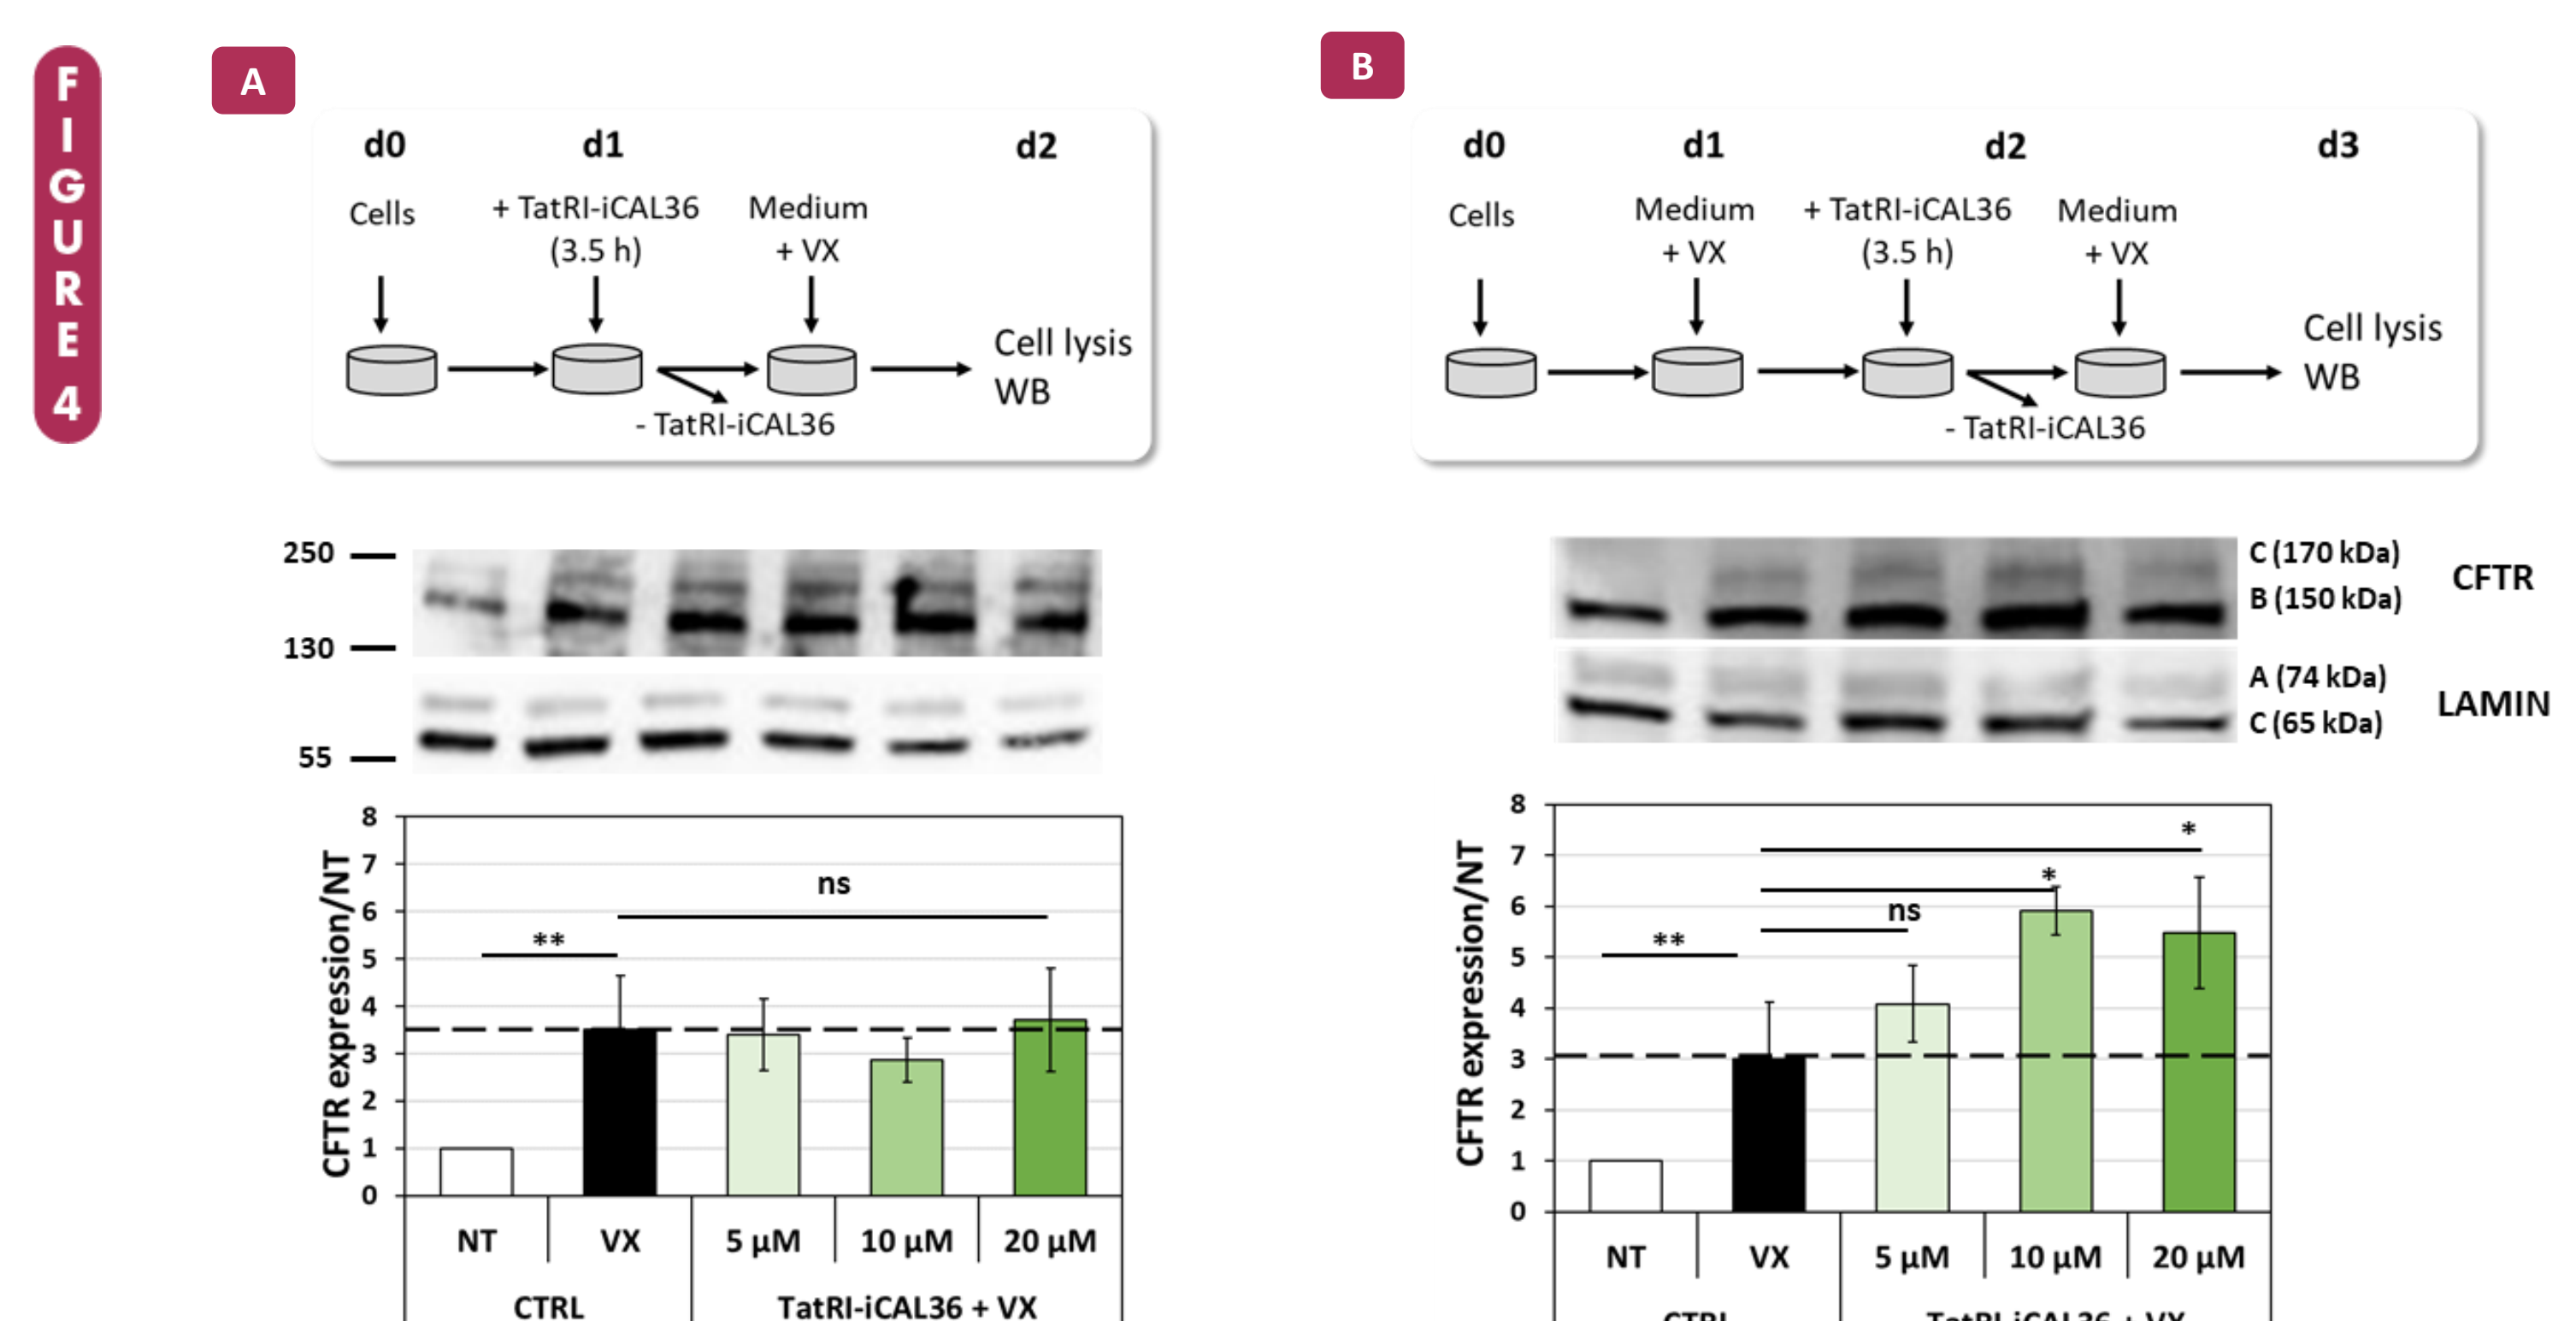 FIGURE 4
A
d0 d1 d2
Cells
+ TatRI-iCAL36
(3.5 h)
Medium
+ VX
Cell lysis
WB
- TatRI-iCAL36
250
130
55
8
7
6
5
4
3
2
1
0
CFTR expression/NT
**
ns
NT VX 5 µM 10 µM 20 µM
CTRL TatRI-iCAL36 + VX
B
d0 d1 d2 d3
Cells
Medium
+ VX
+ TatRI-iCAL36
(3.5 h)
Medium
+ VX
Cell lysis
WB
- TatRI-iCAL36
C (170 kDa)
B (150 kDa)
CFTR
A (74 kDa)
C (65 kDa)
LAMIN
8
7
6
5
4
3
2
1
0
CFTR expression/NT
**
ns
*
*
NT VX 5 µM 10 µM 20 µM
CTRL TatRI-iCAL36 + VX